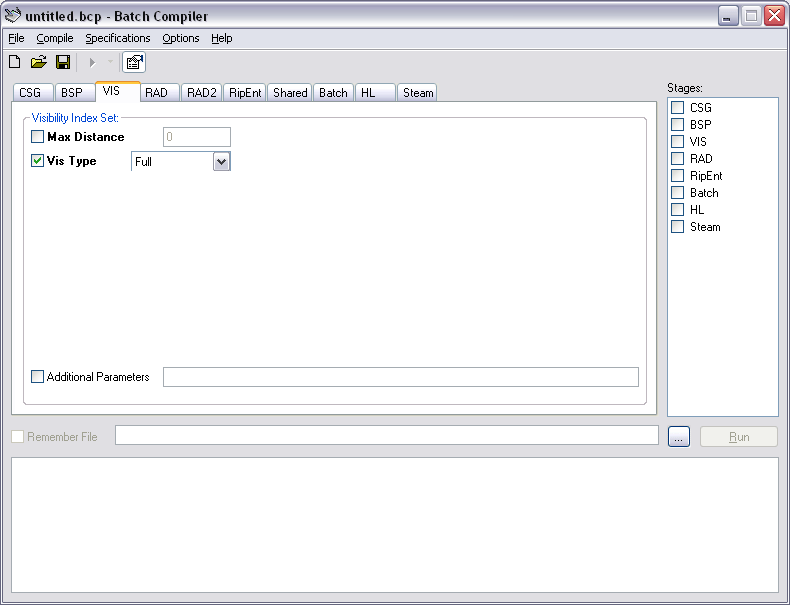 untitled.bcp - Batch Compiler
File Compile Specifications Options Help
CSG BSP VIS RAD RAD2 RipEnt Shared Batch HL Steam
Stages:
Visibility Index Set:
Max Distance 0
Vis Type Full
CSG
BSP
VIS
RAD
RipEnt
Batch
HL
Steam
Additional Parameters
Remember File ... Run